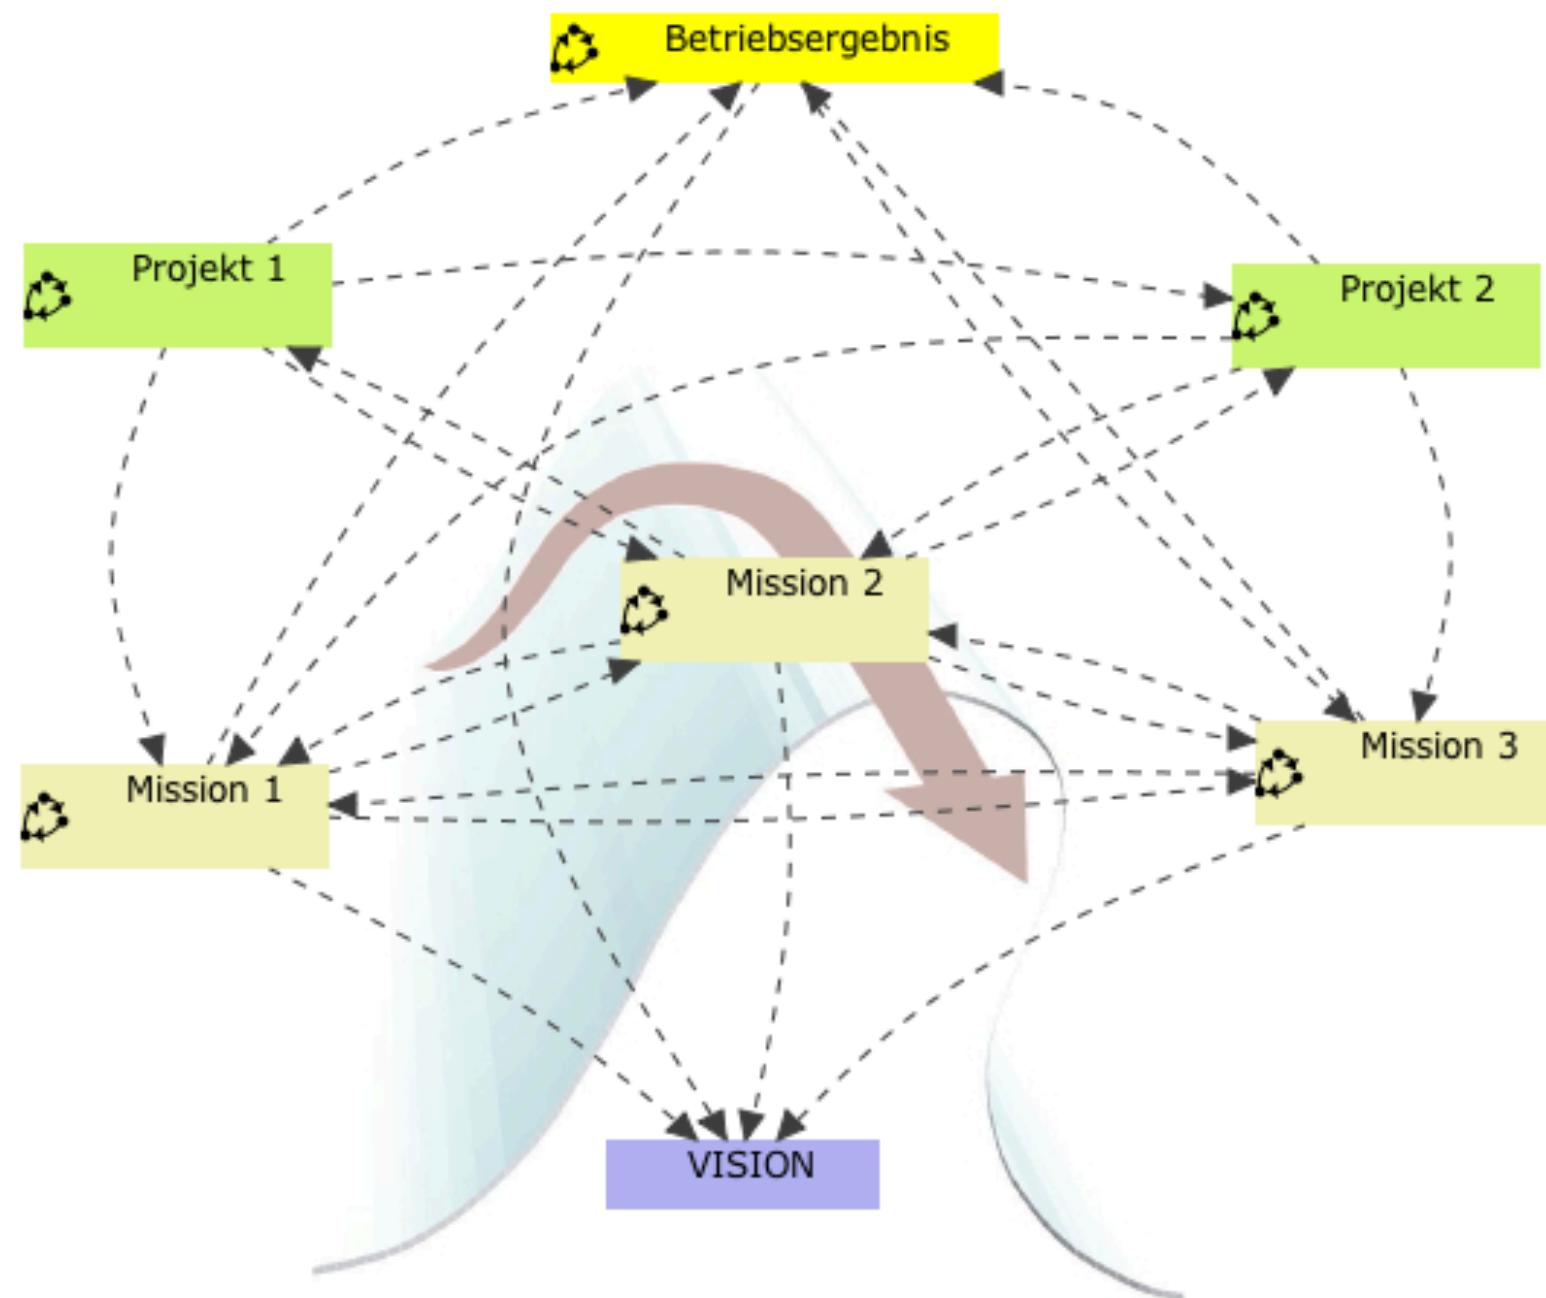 Betriebsergebnis
Projekt 1
Projekt 2
Mission 2
Mission 3
Mission 1
VISION